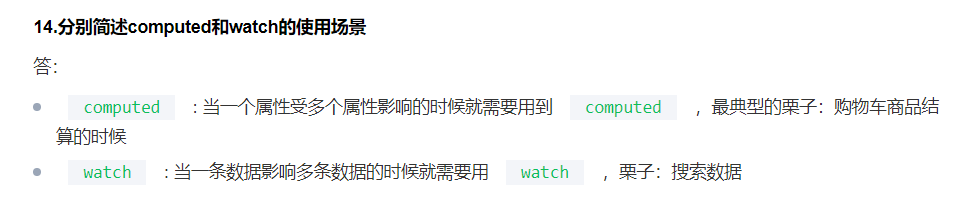 14.分别简述computed和watch的使用场景
答：
computed ：当一个属性受多个属性影响的时候就需要用到 computed ，最典型的栗子：购物车商品结
算的时候
watch ：当一条数据影响多条数据的时候就需要用 watch ，栗子：搜索数据